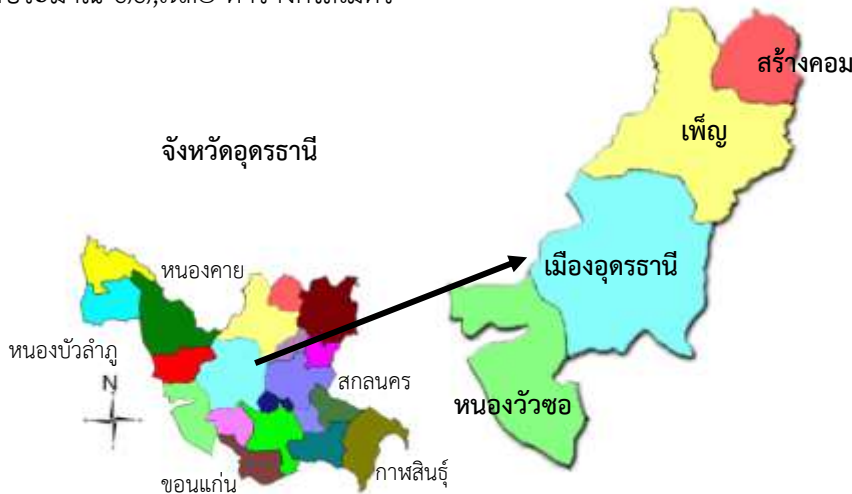 จังหวัดอุดรธานี
สร้างคอม
เพ็ญ
เมืองอุดรธานี
หนองวัวซอ
หนองคาย
หนองบัวลำภู
N
สกลนคร
กาฬสินธุ์
ขอนแก่น